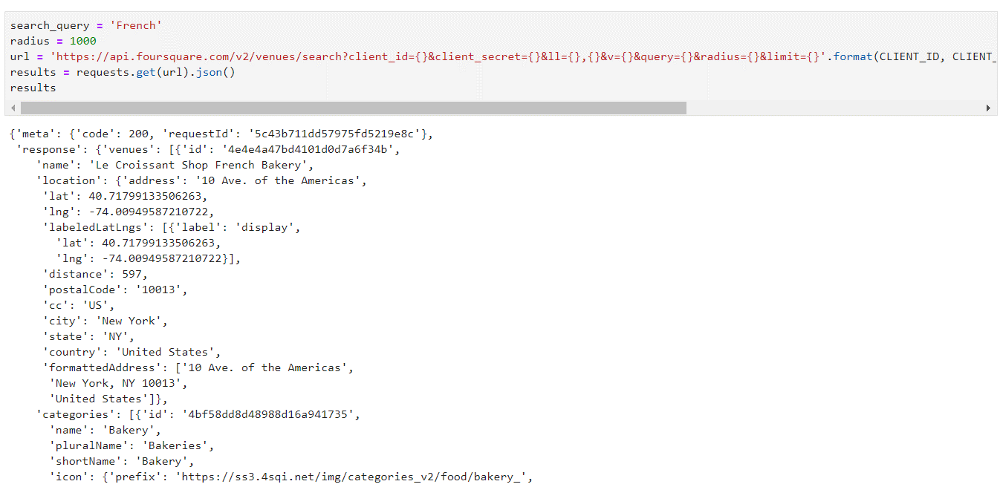 search_query = 'French'
radius = 1000
url = 'https://api.foursquare.com/v2/venues/search?client_id={}&client_secret={}&ll={},{}&v={}&query={}&radius={}&limit={}'.format(CLIENT_ID, CLIENT_
results = requests.get(url).json()
results
{'meta': {'code': 200, 'requestId': '5c43b711dd57975fd5219e8c'},
'response': {'venues': [{'id': '4e4e4a47bd4101d0d7a6f34b',
'name': 'Le Croissant Shop French Bakery',
'location': {'address': '10 Ave. of the Americas',
'lat': 40.71799133506263,
'lng': -74.00949587210722,
'labeledLatLngs': [{'label': 'display',
'lat': 40.71799133506263,
'lng': -74.00949587210722}],
'distance': 597,
'postalCode': '10013',
'cc': 'US',
'city': 'New York',
'state': 'NY',
'country': 'United States',
'formattedAddress': ['10 Ave. of the Americas',
'New York, NY 10013',
'United States']},
'categories': [{'id': '4bf58dd8d48988d16a941735',
'name': 'Bakery',
'pluralName': 'Bakeries',
'shortName': 'Bakery',
'icon': {'prefix': 'https://ss3.4sqi.net/img/categories_v2/food/bakery_',